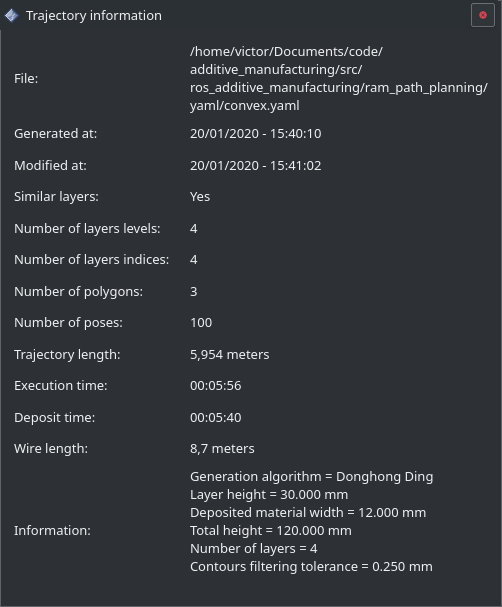 Trajectory information
File:
/home/victor/Documents/code/
additive_manufacturing/src/
ros_additive_manufacturing/ram_path_planning/
yaml/convex.yaml
Generated at: 20/01/2020 - 15:40:10
Modified at: 20/01/2020 - 15:41:02
Similar layers: Yes
Number of layers levels: 4
Number of layers indices: 4
Number of polygons: 3
Number of poses: 100
Trajectory length: 5,954 meters
Execution time: 00:05:56
Deposit time: 00:05:40
Wire length: 8,7 meters
Information:
Generation algorithm = Donghong Ding
Layer height = 30.000 mm
Deposited material width = 12.000 mm
Total height = 120.000 mm
Number of layers = 4
Contours filtering tolerance = 0.250 mm